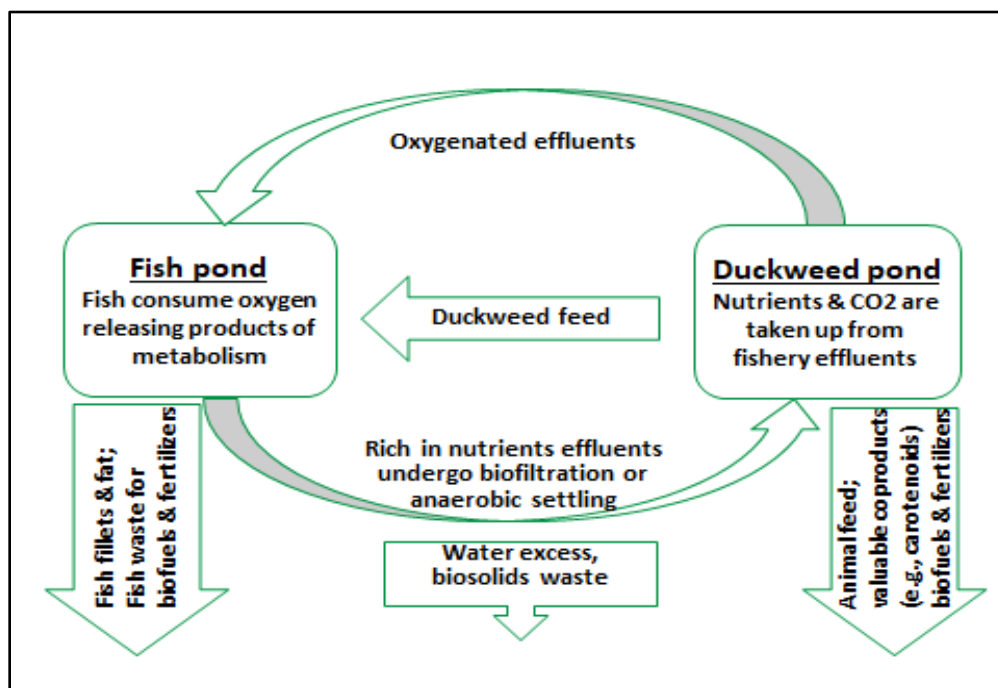 Oxygenated effluents
Fish pond
Fish consume oxygen
releasing products of
metabolism
Duckweed feed
Duckweed pond
Nutrients & CO2 are
taken up from
fishery effluents
Rich in nutrients effluents
undergo biofiltration or
anaerobic settling
Water excess,
biosolids waste
Fish fillets & fat;
Fish waste for
biofuels & fertilizers
Animal feed;
valuable coproducts
(e.g., carotenoids)
biofuels & fertilizers